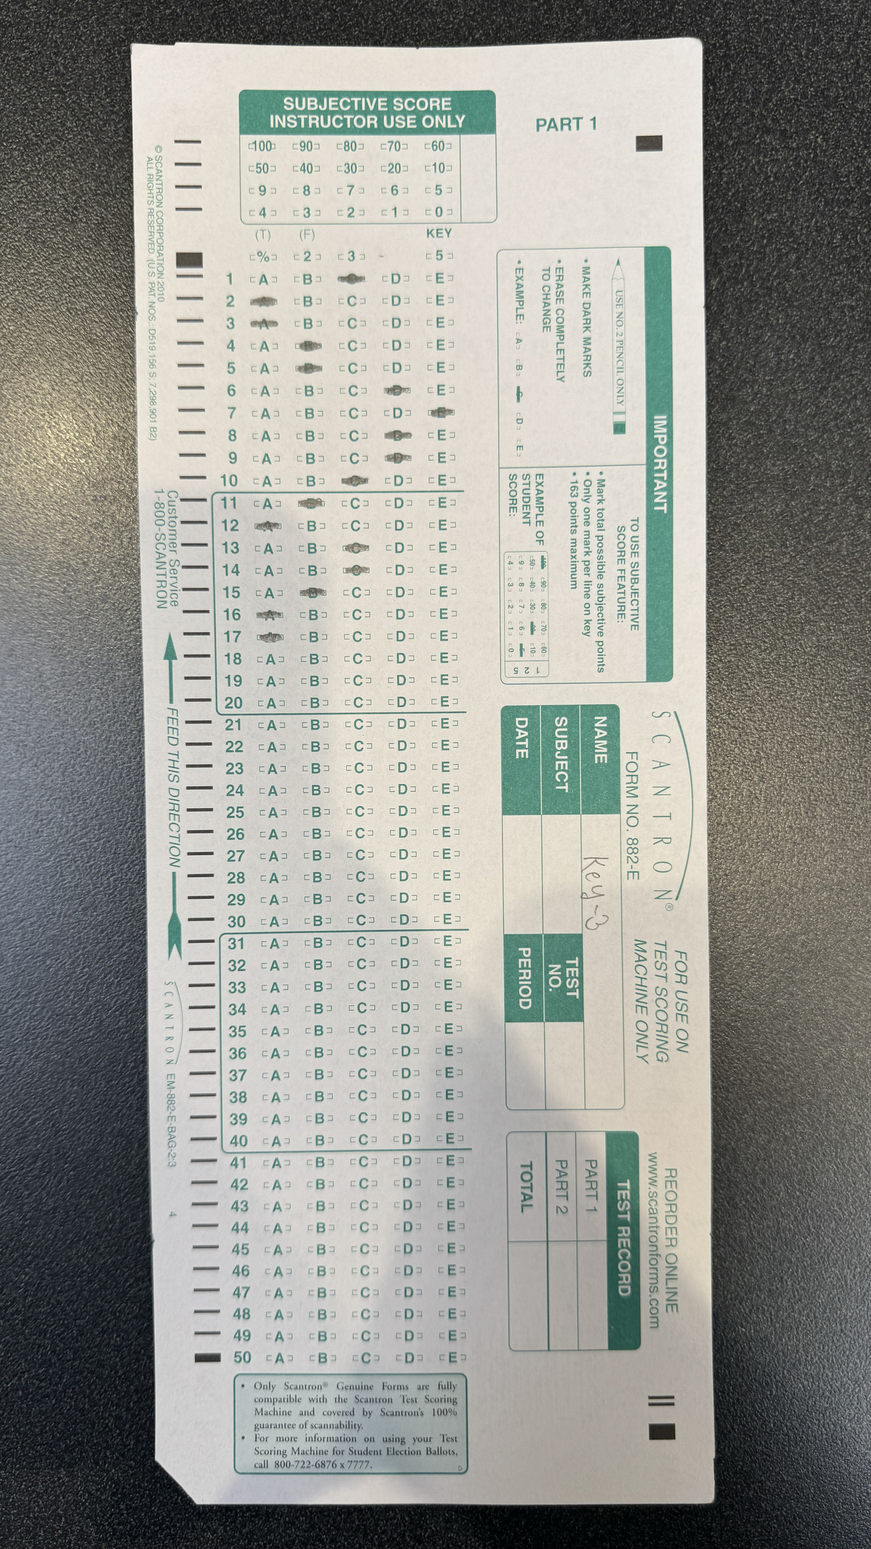 SUBJECTIVE SCORE
INSTRUCTOR USE ONLY
100 90 80 70 60
50 40 30 20 10
9 8 7 6 5
4 3 2 1 0
(T) (F) KEY
% 2 3 5
1 A B D E
2 B C D E
3 A B C D E
4 A B C D E
5 A B C D E
6 A B C D E
7 A B C D E
8 A B C D E
9 A B C D E
10 A B C D E
11 A B C D E
12 A B C D E
13 A B C D E
14 A B C D E
15 A B C D E
16 A B C D E
17 A B C D E
18 A B C D E
19 A B C D E
20 A B C D E
21 A B C D E
22 A B C D E
23 A B C D E
24 A B C D E
25 A B C D E
26 A B C D E
27 A B C D E
28 A B C D E
29 A B C D E
30 A B C D E
31 A B C D E
32 A B C D E
33 A B C D E
34 A B C D E
35 A B C D E
36 A B C D E
37 A B C D E
38 A B C D E
39 A B C D E
40 A B C D E
41 A B C D E
42 A B C D E
43 A B C D E
44 A B C D E
45 A B C D E
46 A B C D E
47 A B C D E
48 A B C D E
49 A B C D E
50 A B C D E
• Only Scantron® Genuine Forms are fully
compatible with the Scantron Test Scoring
Machine and covered by Scantron's 100%
guarantee of scannability.
• For more information on using your Test
Scoring Machine for Student Election Ballots,
call 800-722-6876 x 7777.
PART 1
IMPORTANT
USE NO. 2 PENCIL ONLY
• MAKE DARK MARKS
• ERASE COMPLETELY
TO CHANGE
• EXAMPLE: A B D E
TO USE SUBJECTIVE
SCORE FEATURE:
• Mark total possible subjective points
• Only one mark per line on key
• 163 points maximum
EXAMPLE OF
STUDENT
SCORE:
90 80 70 60
50 40 30 10
9 8 7 6
4 3 2 1 0
1
2
5
SCANTRON®
FORM NO. 882-E
FOR USE ON
TEST SCORING
MACHINE ONLY
NAME Key-3
SUBJECT TEST
NO.
DATE PERIOD
REORDER ONLINE
www.scantronforms.com
TEST RECORD
PART 1
PART 2
TOTAL
© SCANTRON CORPORATION 2010
ALL RIGHTS RESERVED. (U.S. PAT. NOS. D519,156 S; 7,298,901 B2)
Customer Service
1-800-SCANTRON
FEED THIS DIRECTION
SCANTRON EM-882-E-BAG-2:3 4